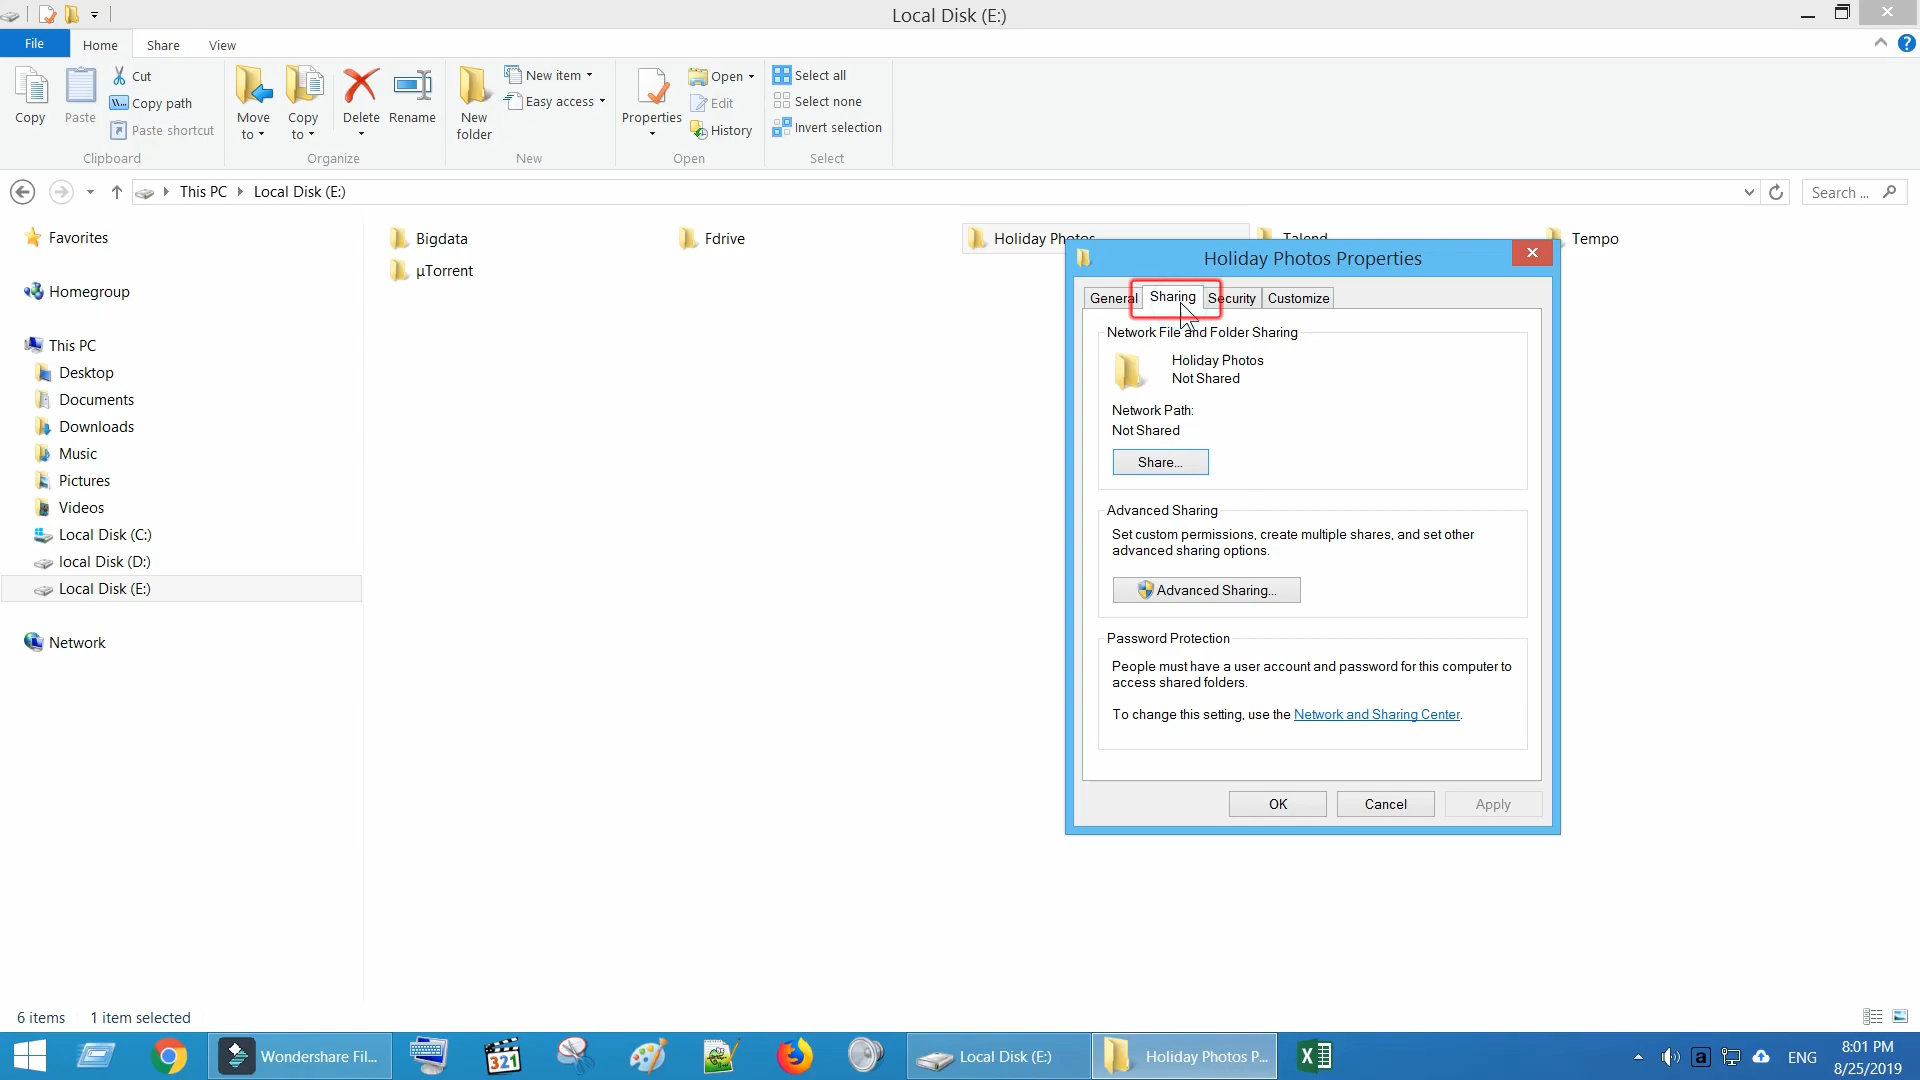 Local Disk (E:)
File
Home
Share
View
Copy
Paste
Cut
Copy path
Paste shortcut
Clipboard
Move to
Copy to
Delete
Rename
Organize
New folder
New item
Easy access
New
Properties
Open
Edit
History
Open
Select all
Select none
Invert selection
Select
This PC
Local Disk (E:)
Search ...
Favorites
Homegroup
This PC
Desktop
Documents
Downloads
Music
Pictures
Videos
Local Disk (C:)
local Disk (D:)
Local Disk (E:)
Network
Bigdata
Fdrive
Holiday Photos
Talend
Tempo
µTorrent
Holiday Photos Properties
General
Sharing
Security
Customize
Network File and Folder Sharing
Holiday Photos
Not Shared
Network Path:
Not Shared
Share...
Advanced Sharing
Set custom permissions, create multiple shares, and set other
advanced sharing options.
Advanced Sharing...
Password Protection
People must have a user account and password for this computer to
access shared folders.
To change this setting, use the Network and Sharing Center.
OK
Cancel
Apply
6 items
1 item selected
Wondershare Fil...
321
Local Disk (E:)
Holiday Photos P...
a
ENG
8:01 PM
8/25/2019